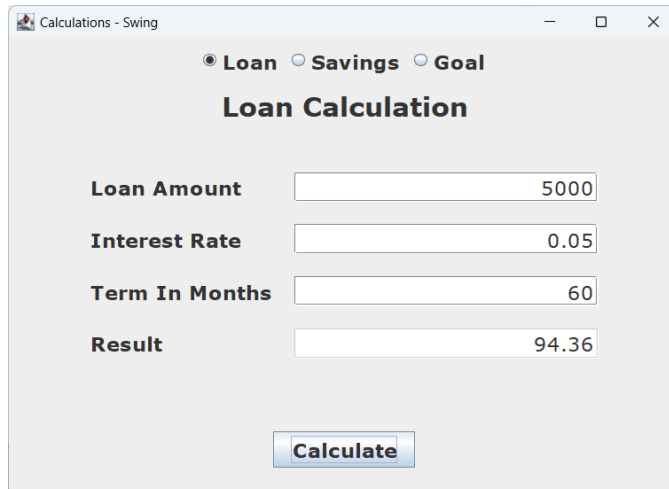 Calculations - Swing
Loan Savings Goal
Loan Calculation
Loan Amount 5000
Interest Rate 0.05
Term In Months 60
Result 94.36
Calculate